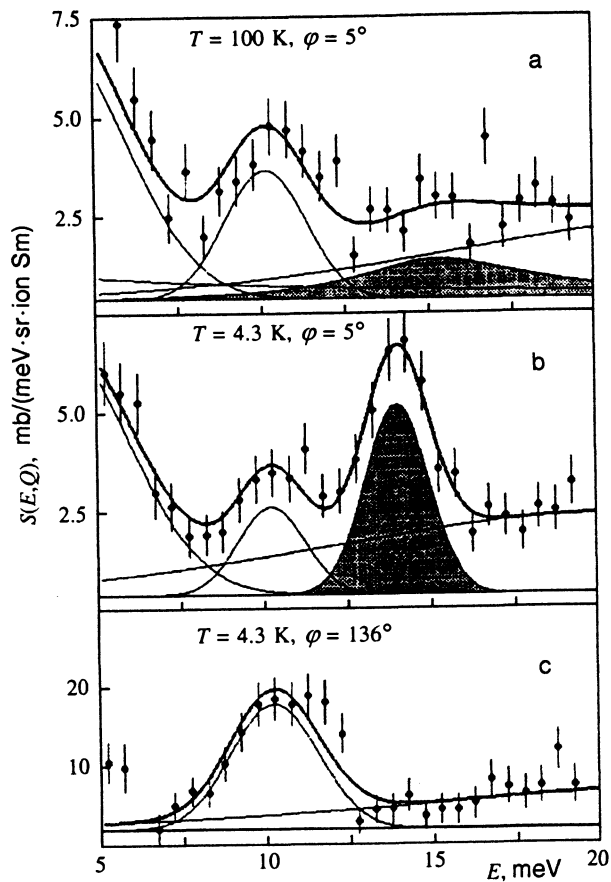 7.5
T = 100 K, φ = 5°
a
5.0
2.5
T = 4.3 K, φ = 5°
b
5.0
2.5
S(E,Q), mb/(meV·sr·ion Sm)
T = 4.3 K, φ = 136°
c
20
10
5 10 15 20
E, meV